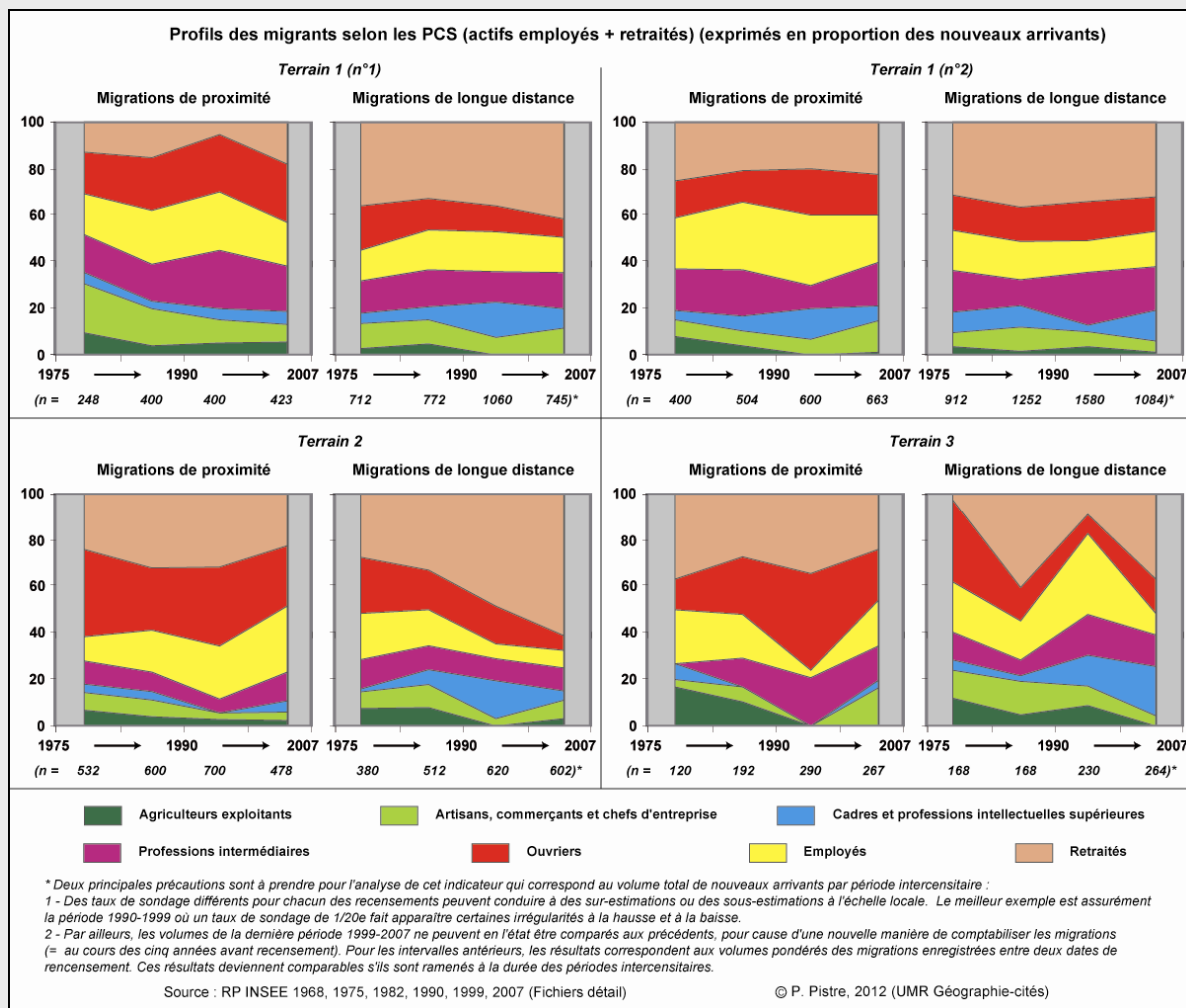 Profils des migrants selon les PCS (actifs employés + retraités) (exprimés en proportion des nouveaux arrivants)
Terrain 1 (n°1)
Migrations de proximité
Migrations de longue distance
100
80
60
40
20
0
1975 1990 2007
1990 2007
(n = 248 400 400 423
712 772 1060 745)*
Terrain 1 (n°2)
Migrations de proximité
Migrations de longue distance
100
80
60
40
20
0
1975 1990 2007
1990 2007
(n = 400 504 600 663
912 1252 1580 1084)*
Terrain 2
Migrations de proximité
Migrations de longue distance
100
80
60
40
20
0
1975 1990 2007
1990 2007
(n = 532 600 700 478
380 512 620 602)*
Terrain 3
Migrations de proximité
Migrations de longue distance
100
80
60
40
20
0
1975 1990 2007
1990 2007
(n = 120 192 290 267
168 168 230 264)*
Agriculteurs exploitants
Artisans, commerçants et chefs d'entreprise
Cadres et professions intellectuelles supérieures
Professions intermédiaires
Ouvriers
Employés
Retraités
* Deux principales précautions sont à prendre pour l'analyse de cet indicateur qui correspond au volume total de nouveaux arrivants par période intercensitaire :
1 - Des taux de sondage différents pour chacun des recensements peuvent conduire à des sur-estimations ou des sous-estimations à l'échelle locale. Le meilleur exemple est assurément
la période 1990-1999 où un taux de sondage de 1/20e fait apparaître certaines irrégularités à la hausse et à la baisse.
2 - Par ailleurs, les volumes de la dernière période 1999-2007 ne peuvent en l'état être comparés aux précédents, pour cause d'une nouvelle manière de comptabiliser les migrations
(= au cours des cinq années avant recensement). Pour les intervalles antérieurs, les résultats correspondent aux volumes pondérés des migrations enregistrées entre deux dates de
rencensement. Ces résultats deviennent comparables s'ils sont ramenés à la durée des périodes intercensitaires.
Source : RP INSEE 1968, 1975, 1982, 1990, 1999, 2007 (Fichiers détail)
© P. Pistre, 2012 (UMR Géographie-cités)